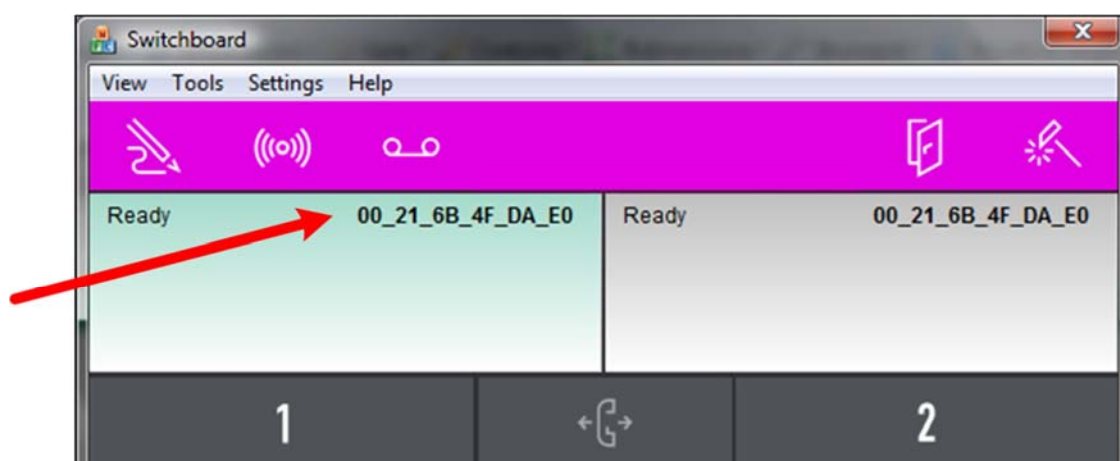 Switchboard
View Tools Settings Help
Ready 00_21_6B_4F_DA_E0 Ready 00_21_6B_4F_DA_E0
1 2